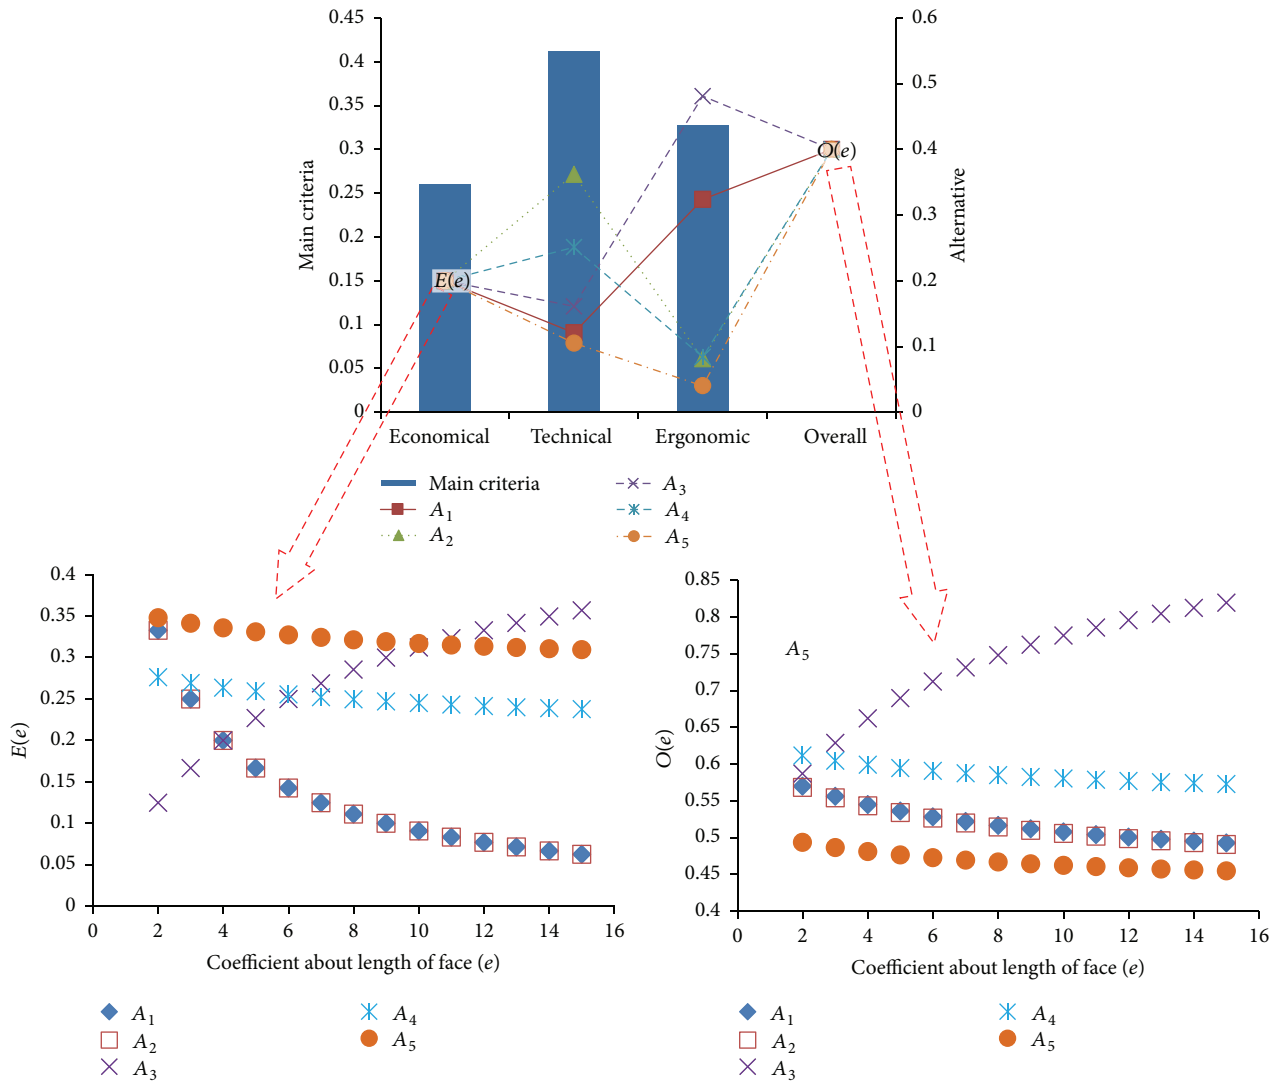 0.45
0.4
0.35
0.3
0.25
0.2
0.15
0.1
0.05
0
Main criteria
0.6
0.5
0.4
0.3
0.2
0.1
0
Alternative
E(e)
O(e)
Economical Technical Ergonomic Overall
Main criteria
A1
A2
A3
A4
A5
0.4
0.35
0.3
0.25
0.2
0.15
0.1
0.05
0
E(e)
0 2 4 6 8 10 12 14 16
Coefficient about length of face (e)
A1
A2
A3
A4
A5
0.85
0.8
0.75
0.7
0.65
0.6
0.55
0.5
0.45
0.4
O(e)
A5
0 2 4 6 8 10 12 14 16
Coefficient about length of face (e)
A1
A2
A3
A4
A5